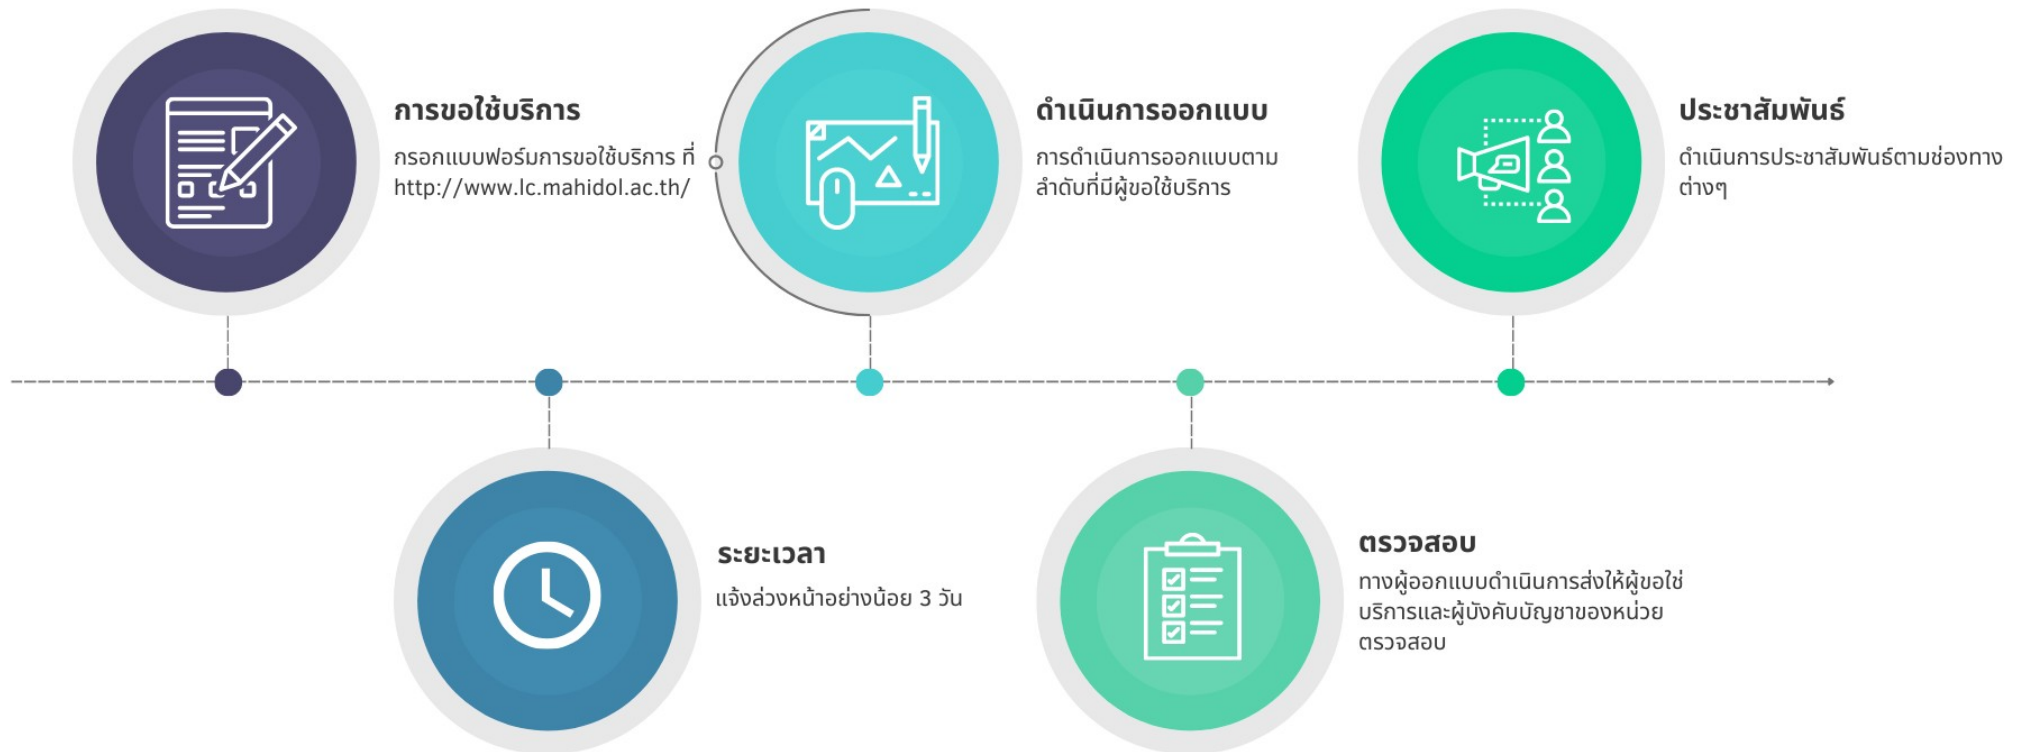 การขอใช้บริการ
กรอกแบบฟอร์มการขอใช้บริการ ที่
http://www.lc.mahidol.ac.th/
ระยะเวลา
แจ้งล่วงหน้าอย่างน้อย 3 วัน
ดำเนินการออกแบบ
การดำเนินการออกแบบตาม
ลำดับที่มีผู้ขอใช้บริการ
ตรวจสอบ
ทางผู้ออกแบบดำเนินการส่งให้ผู้ขอใช่
บริการและผู้บังคับบัญชาของหน่วย
ตรวจสอบ
ประชาสัมพันธ์
ดำเนินการประชาสัมพันธ์ตามช่องทาง
ต่างๆ